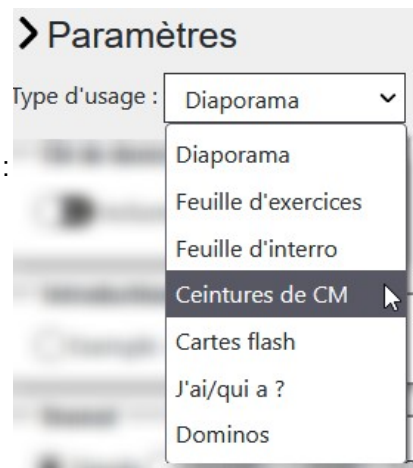 Paramètres
Type d'usage : Diaporama
:
Diaporama
Feuille d'exercices
Feuille d'interro
Ceintures de CM
Cartes flash
J'ai/qui a ?
Dominos